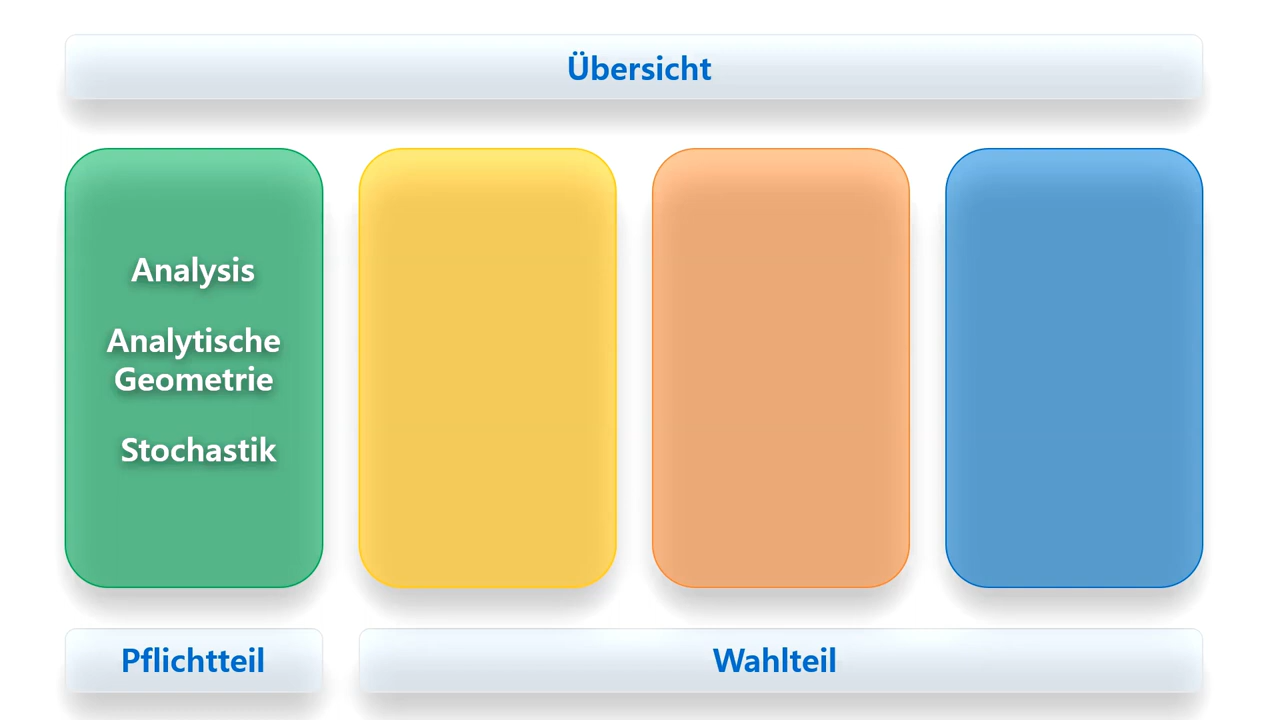 Übersicht
Analysis
Analytische
Geometrie
Stochastik
Pflichtteil
Wahlteil